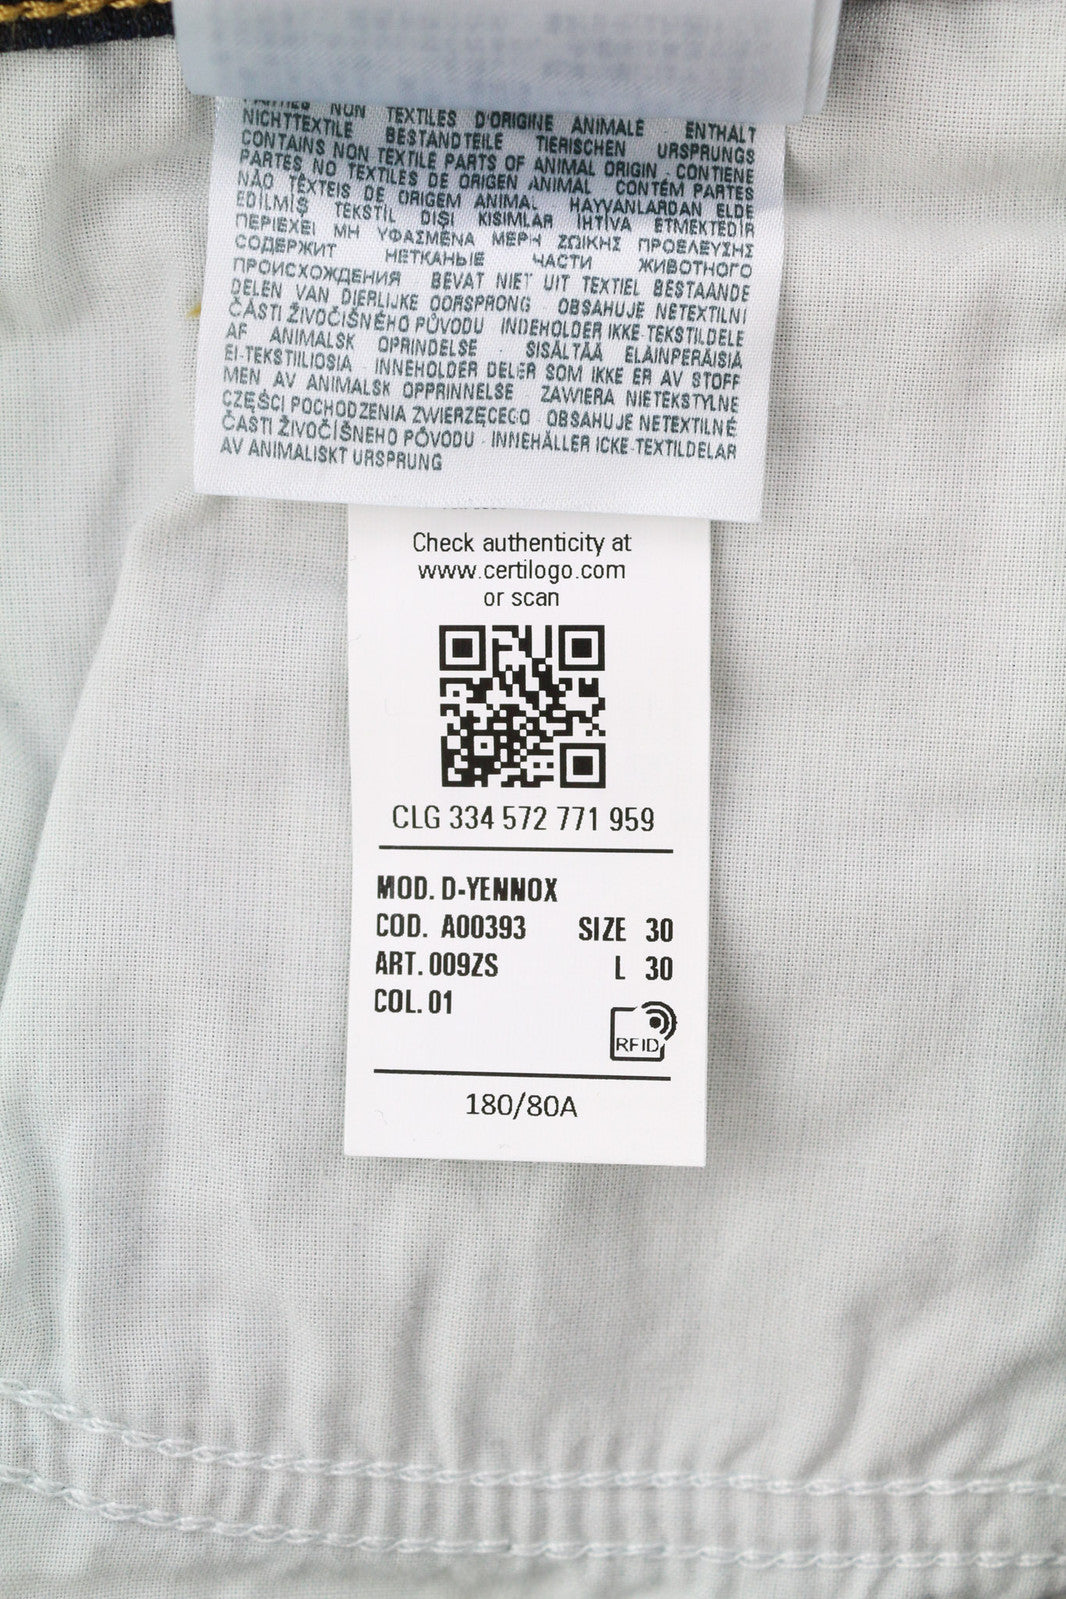 NON TEXTILES D'ORIGINE ANIMALE ENTHALT
NICHTTEXTILE BESTANDTEILE TIERISCHEN URSPRUNGS
CONTAINS NON TEXTILE PARTS OF ANIMAL ORIGIN · CONTIENE
PARTES NO TEXTILES DE ORIGEN ANIMAL · CONTÉM PARTES
NÃO TÊXTEIS DE ORIGEM ANIMAL · HAYVANLARDAN ELDE
EDİLMİŞ TEKSTİL DIŞI KISIMLAR İHTİVA ETMEKTEDİR
ΠΕΡΙΕΧΕΙ ΜΗ ΥΦΑΣΜΕΝΑ ΜΕΡΗ ΖΩΙΚΗΣ ΠΡΟΕΛΕΥΣΗΣ
СОДЕРЖИТ НЕТКАНЫЕ ЧАСТИ ЖИВОТНОГО
ПРОИСХОЖДЕНИЯ BEVAT NIET UIT TEXTIEL BESTAANDE
DELEN VAN DIERLIJKE OORSPRONG · OBSAHUJE NETEXTILNI
ČÁSTI ŽIVOČIŠNÉHO PŮVODU INDEHOLDER IKKE-TEKSTILDELE
AF ANIMALSK OPRINDELSE · SISÄLTÄÄ ELÄINPERÄISIÄ
EI-TEKSTIILIOSIA · INNEHOLDER DELER SOM IKKE ER AV STOFF
MEN AV ANIMALSK OPPRINNELSE · ZAWIERA NIETEKSTYLNE
CZĘŚCI POCHODZENIA ZWIERZĘCEGO OBSAHUJE NETEXTILNÉ
ČASTI ŽIVOČÍŠNEHO PÔVODU · INNEHÅLLER ICKE-TEXTILDELAR
AV ANIMALISKT URSPRUNG
Check authenticity at
www.certilogo.com
or scan
CLG 334 572 771 959
MOD. D-YENNOX
COD. A00393 SIZE 30
ART. 009ZS L 30
COL. 01
RFID
180/80A